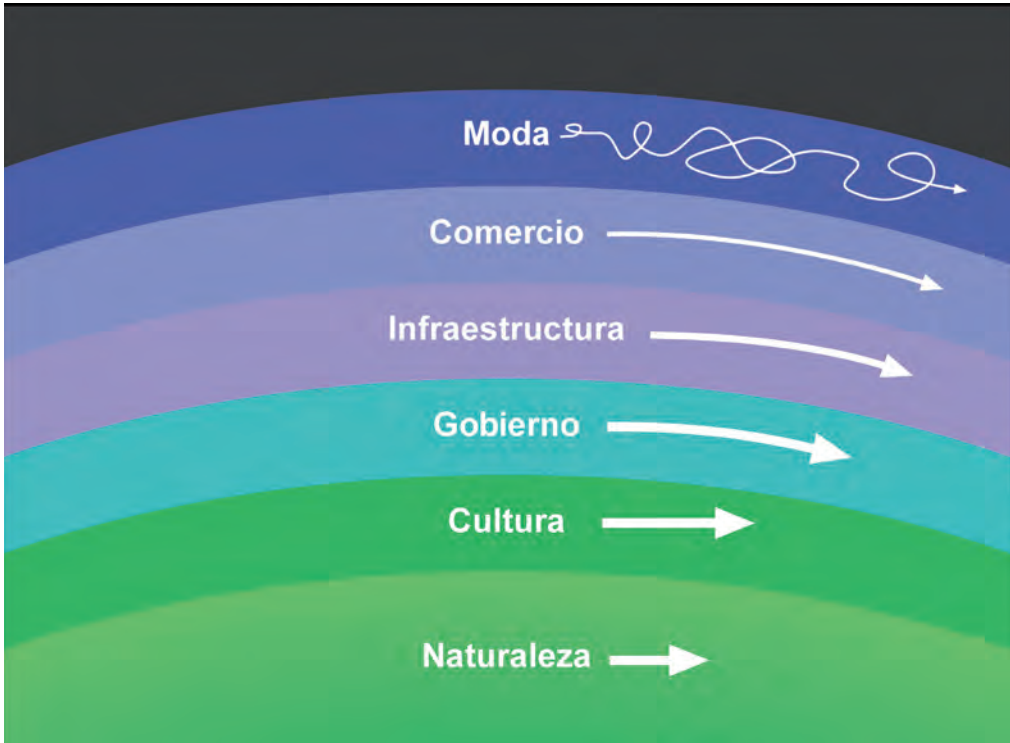 Moda
Comercio
Infraestructura
Gobierno
Cultura
Naturaleza